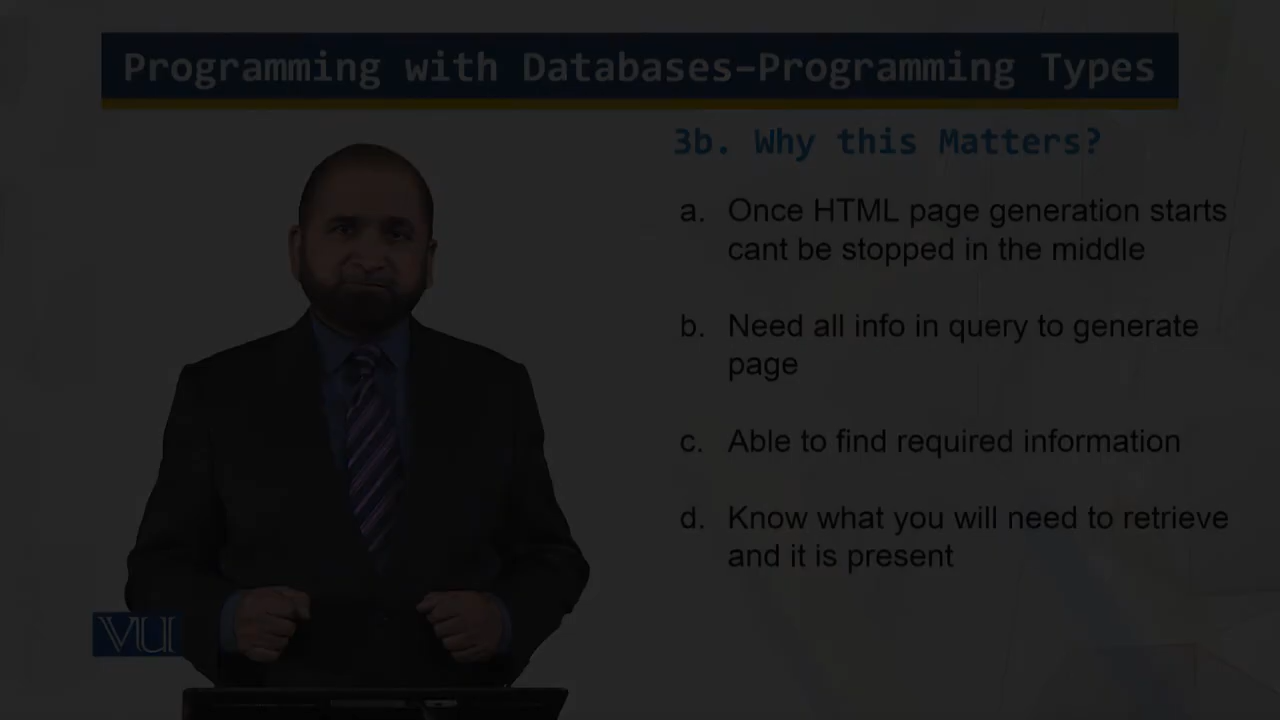 Programming with Databases–Programming Types
3b. Why this Matters?
a. Once HTML page generation starts
cant be stopped in the middle
b. Need all info in query to generate
page
c. Able to find required information
d. Know what you will need to retrieve
and it is present
VU